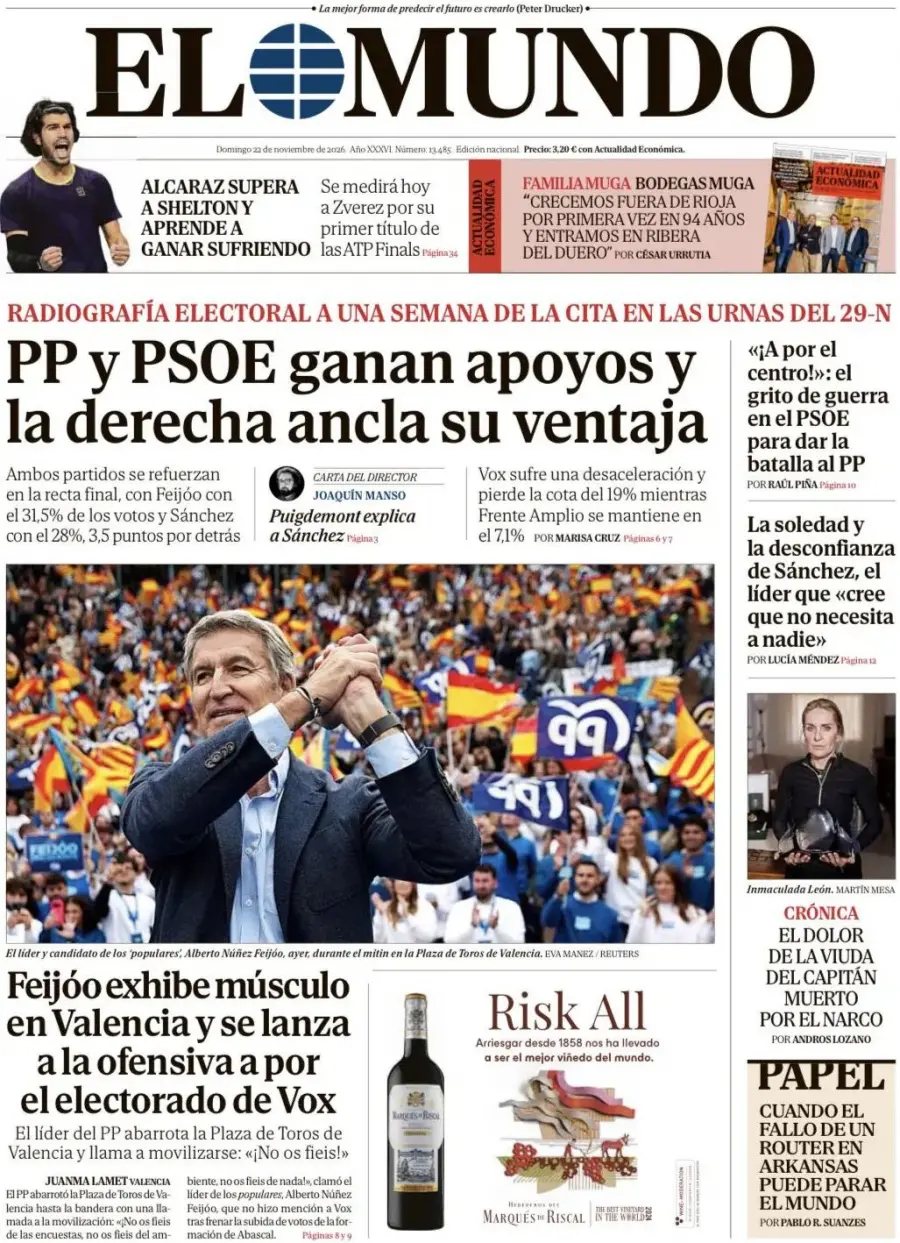 ● La mejor forma de predecir el futuro es crearlo (Peter Drucker) ●
EL MUNDO
Domingo 22 de noviembre de 2026. Año XXXVI. Número: 13.485. Edición nacional. Precio: 3,20 € con Actualidad Económica.
ALCARAZ SUPERA
A SHELTON Y
APRENDE A
GANAR SUFRIENDO
Se medirá hoy
a Zverez por su
primer título de
las ATP Finals Página 34
ACTUALIDAD
ECONÓMICA
FAMILIA MUGA BODEGAS MUGA
“CRECEMOS FUERA DE RIOJA
POR PRIMERA VEZ EN 94 AÑOS
Y ENTRAMOS EN RIBERA
DEL DUERO” POR CÉSAR URRUTIA
ACTUALIDAD
ECONÓMICA
RADIOGRAFÍA ELECTORAL A UNA SEMANA DE LA CITA EN LAS URNAS DEL 29-N
PP y PSOE ganan apoyos y
la derecha ancla su ventaja
Ambos partidos se refuerzan
en la recta final, con Feijóo con
el 31,5% de los votos y Sánchez
con el 28%, 3,5 puntos por detrás
CARTA DEL DIRECTOR
JOAQUÍN MANSO
Puigdemont explica
a Sánchez Página 3
Vox sufre una desaceleración y
pierde la cota del 19% mientras
Frente Amplio se mantiene en
el 7,1% POR MARISA CRUZ Páginas 6 y 7
FEIJÓO
El líder y candidato de los ‘populares’, Alberto Núñez Feijóo, ayer, durante el mitin en la Plaza de Toros de Valencia. EVA MANEZ / REUTERS
Feijóo exhibe músculo
en Valencia y se lanza
a la ofensiva a por
el electorado de Vox
El líder del PP abarrota la Plaza de Toros de
Valencia y llama a movilizarse: «¡No os fieis!»
JUANMA LAMET VALENCIA
El PP abarrotó la Plaza de Toros de Va-
lencia hasta la bandera con una lla-
mada a la movilización: «¡No os fieis
de las encuestas, no os fieis del am-
biente, no os fieis de nada!», clamó el
líder de los populares, Alberto Núñez
Feijóo, que no hizo mención a Vox
tras frenar la subida de votos de la for-
mación de Abascal. Páginas 8 y 9
MARQUÉS DE RISCAL
Risk All
Arriesgar desde 1858 nos ha llevado
a ser el mejor viñedo del mundo.
HEREDEROS DEL
MARQUÉS DE RISCAL
THE BEST VINEYARD
IN THE WORLD
2024
WINE in MODERATION
«¡A por el
centro!»: el
grito de guerra
en el PSOE
para dar la
batalla al PP
POR RAÚL PIÑA Página 10
La soledad y
la desconfianza
de Sánchez, el
líder que «cree
que no necesita
a nadie»
POR LUCÍA MÉNDEZ Página 12
Inmaculada León. MARTÍN MESA
CRÓNICA
EL DOLOR
DE LA VIUDA
DEL CAPITÁN
MUERTO
POR EL NARCO
POR ANDROS LOZANO
PAPEL
CUANDO EL
FALLO DE UN
ROUTER EN
ARKANSAS
PUEDE PARAR
EL MUNDO
POR PABLO R. SUANZES